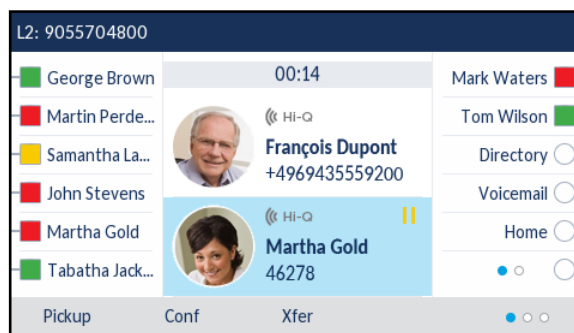 L2: 9055704800
George Brown
Martin Perde...
Samantha La...
John Stevens
Martha Gold
Tabatha Jack...
00:14
Hi-Q
François Dupont
+4969435559200
Hi-Q
Martha Gold
46278
Mark Waters
Tom Wilson
Directory
Voicemail
Home
Pickup Conf Xfer